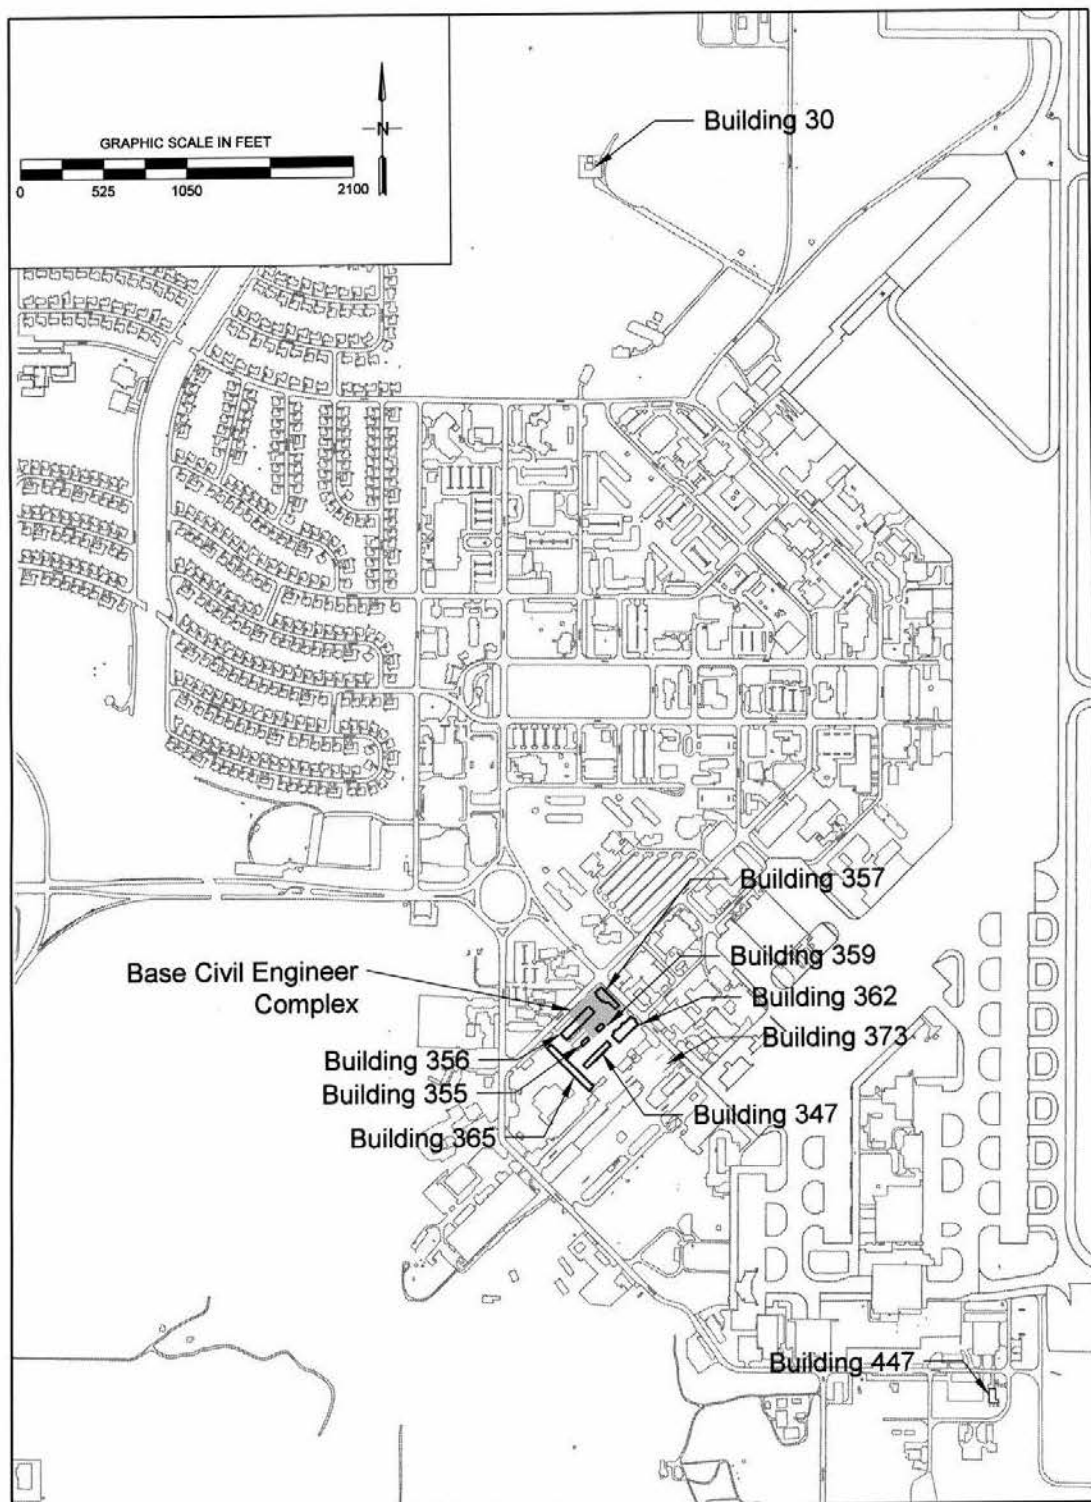 Building 30
N
GRAPHIC SCALE IN FEET
0 525 1050 2100
Building 357
Building 359
Base Civil Engineer
Complex
Building 362
Building 373
Building 356
Building 355
Building 347
Building 365
Building 447